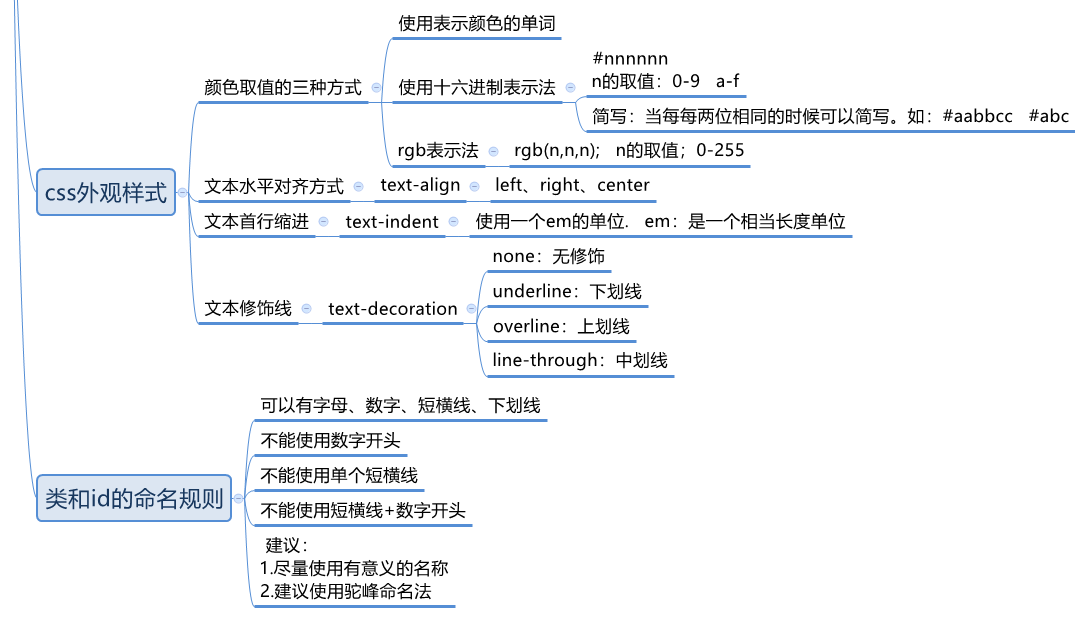 css外观样式
颜色取值的三种方式
使用表示颜色的单词
使用十六进制表示法
#nnnnnn
n的取值：0-9 a-f
简写：当每每两位相同的时候可以简写。如：#aabbcc #abc
rgb表示法
rgb(n,n,n); n的取值；0-255
文本水平对齐方式
text-align
left、right、center
文本首行缩进
text-indent
使用一个em的单位. em：是一个相当长度单位
文本修饰线
text-decoration
none：无修饰
underline：下划线
overline：上划线
line-through：中划线
类和id的命名规则
可以有字母、数字、短横线、下划线
不能使用数字开头
不能使用单个短横线
不能使用短横线+数字开头
建议：
1.尽量使用有意义的名称
2.建议使用驼峰命名法